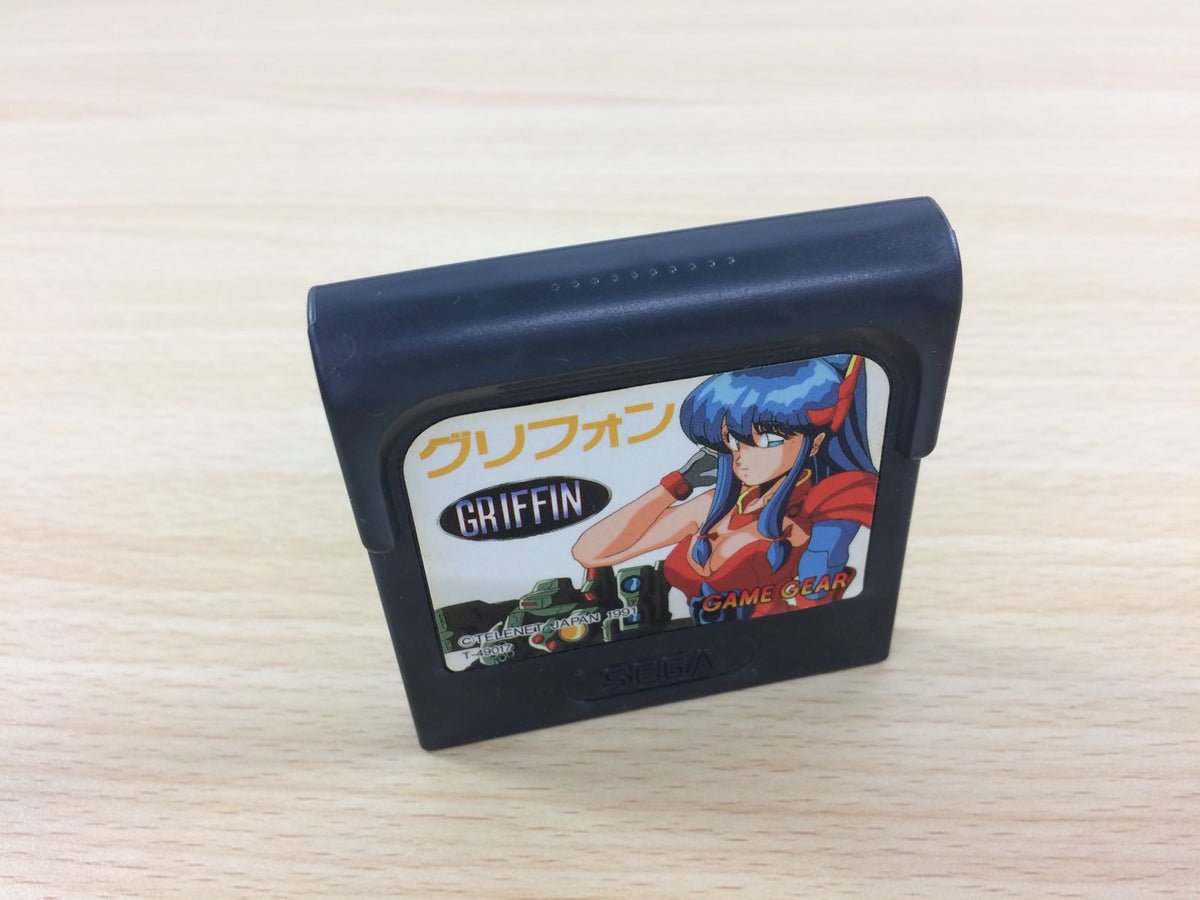 グリフォン
GRIFFIN
GAME GEAR
©TELENET JAPAN 1991
T-49017
SEGA